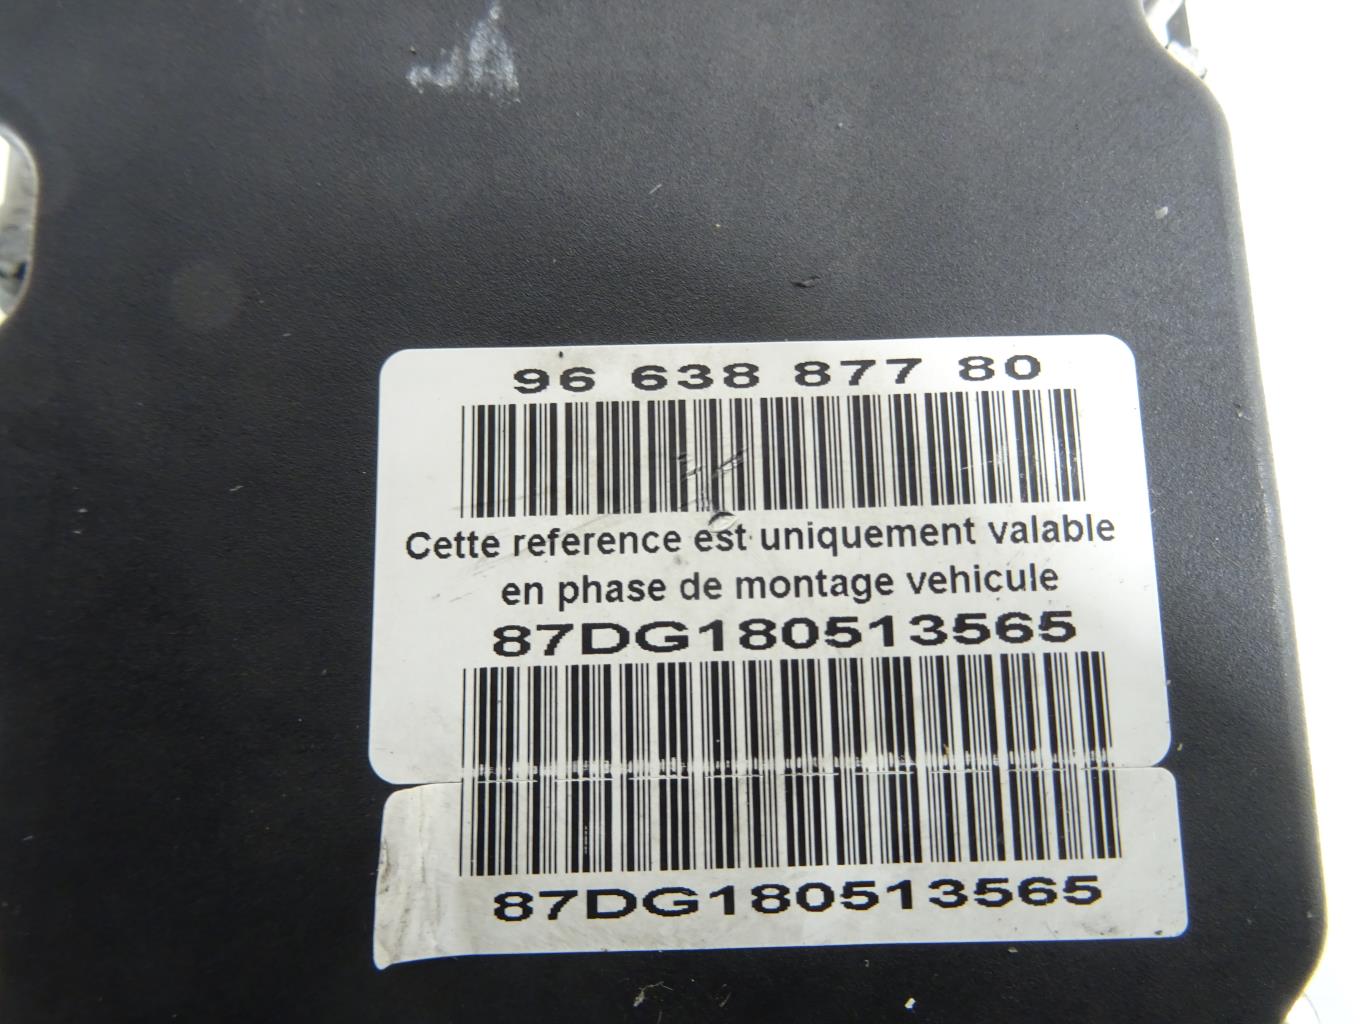 96 638 877 80
Cette reference est uniquement valable
en phase de montage vehicule
87DG180513565
87DG180513565